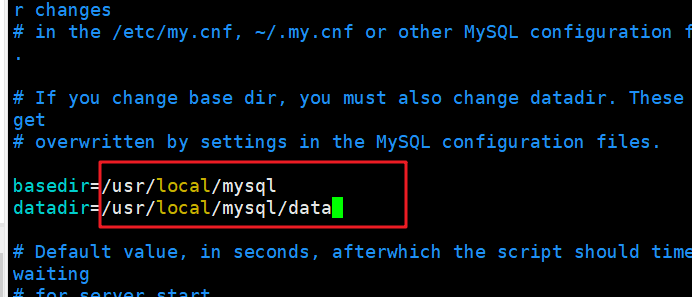 r changes
# in the /etc/my.cnf, ~/.my.cnf or other MySQL configuration f
.
# If you change base dir, you must also change datadir. These
get
# overwritten by settings in the MySQL configuration files.
basedir=/usr/local/mysql
datadir=/usr/local/mysql/data
# Default value, in seconds, afterwhich the script should time
waiting
# for server start.